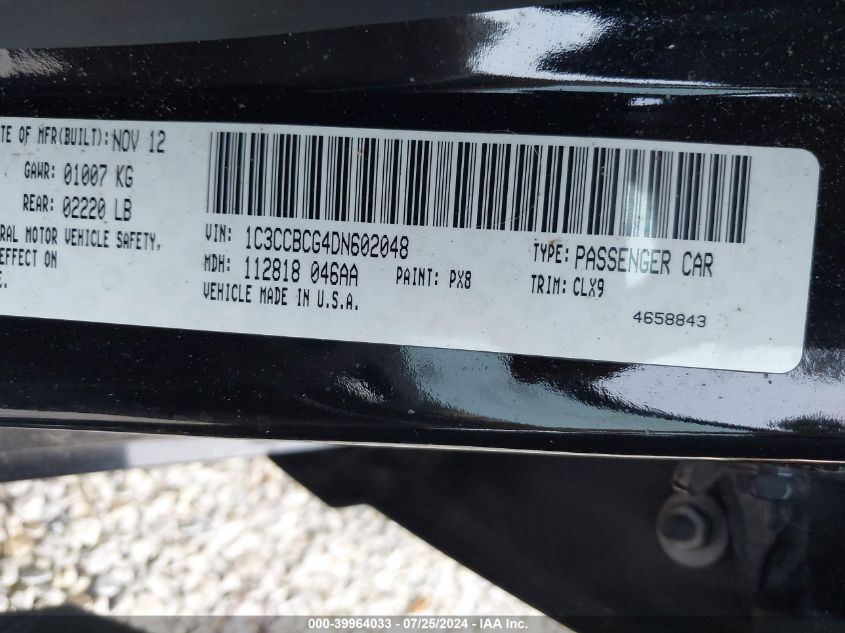 TE OF MFR(BUILT): NOV 12
GAWR: 01007 KG
REAR: 02220 LB
RAL MOTOR VEHICLE SAFETY,
EFFECT ON
E.
VIN: 1C3CCBCG4DN602048
TYPE: PASSENGER CAR
MDH: 112818 046AA
PAINT: PX8
TRIM: CLX9
VEHICLE MADE IN U.S.A.
4658843
000-39964033 - 07/25/2024 - IAA Inc.